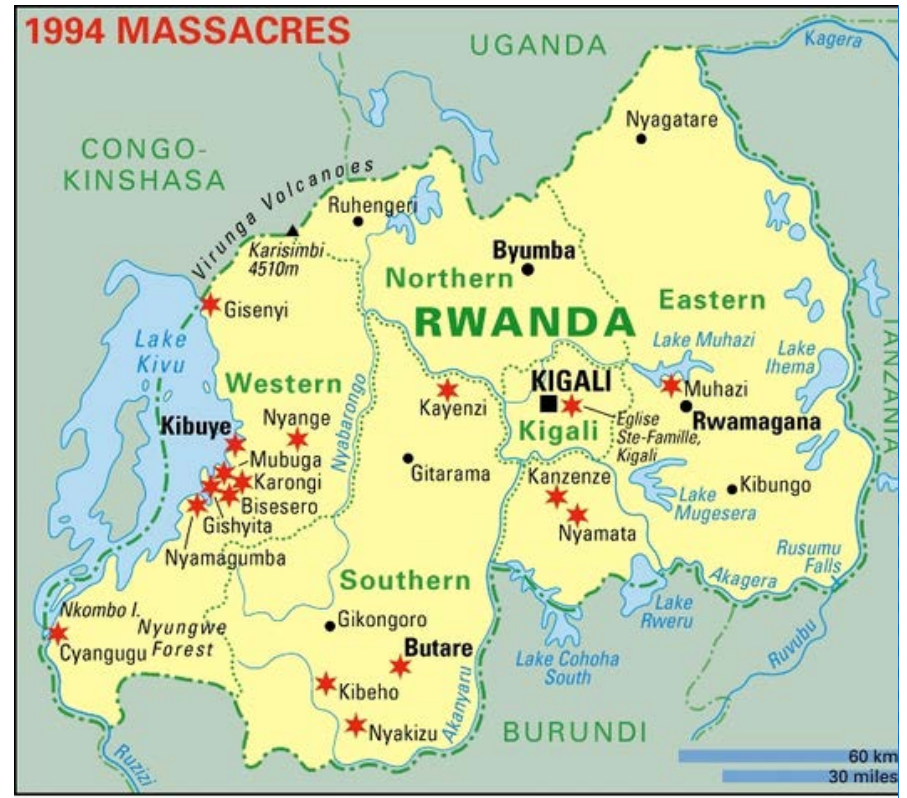 1994 MASSACRES
UGANDA
Kagera
CONGO-
KINSHASA
Nyagatare
Virunga Volcanoes
Ruhengeri
Karisimbi
4510m
Byumba
Northern
Gisenyi
RWANDA
Eastern
Lake
Kivu
Lake Muhazi
Lake
Ihema
TANZANIA
Western
Nyabarongo
Kayenzi
KIGALI
Muhazi
Kibuye
Nyange
Kigali
Eglise
Ste-Famille,
Kigali
Rwamagana
Mubuga
Karongi
Bisesero
Gishyita
Nyamagumba
Gitarama
Kanzenze
Nyamata
Lake
Mugesera
Kibungo
Rusumu
Falls
Southern
Akagera
Nkombo I.
Cyangugu
Nyungwe
Forest
Gikongoro
Lake
Rweru
Butare
Lake Cohoha
South
Ruvubu
Kibeho
Akanyaru
Nyakizu
BURUNDI
Ruzizi
60 km
30 miles